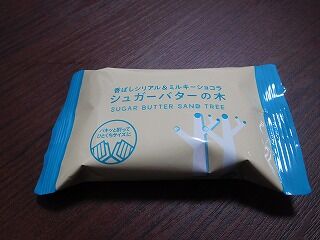 香ばしシリアル&ミルキーショコラ
シュガーバターの木
SUGAR BUTTER SAND TREE
パキッと割って
ひとくちサイズに